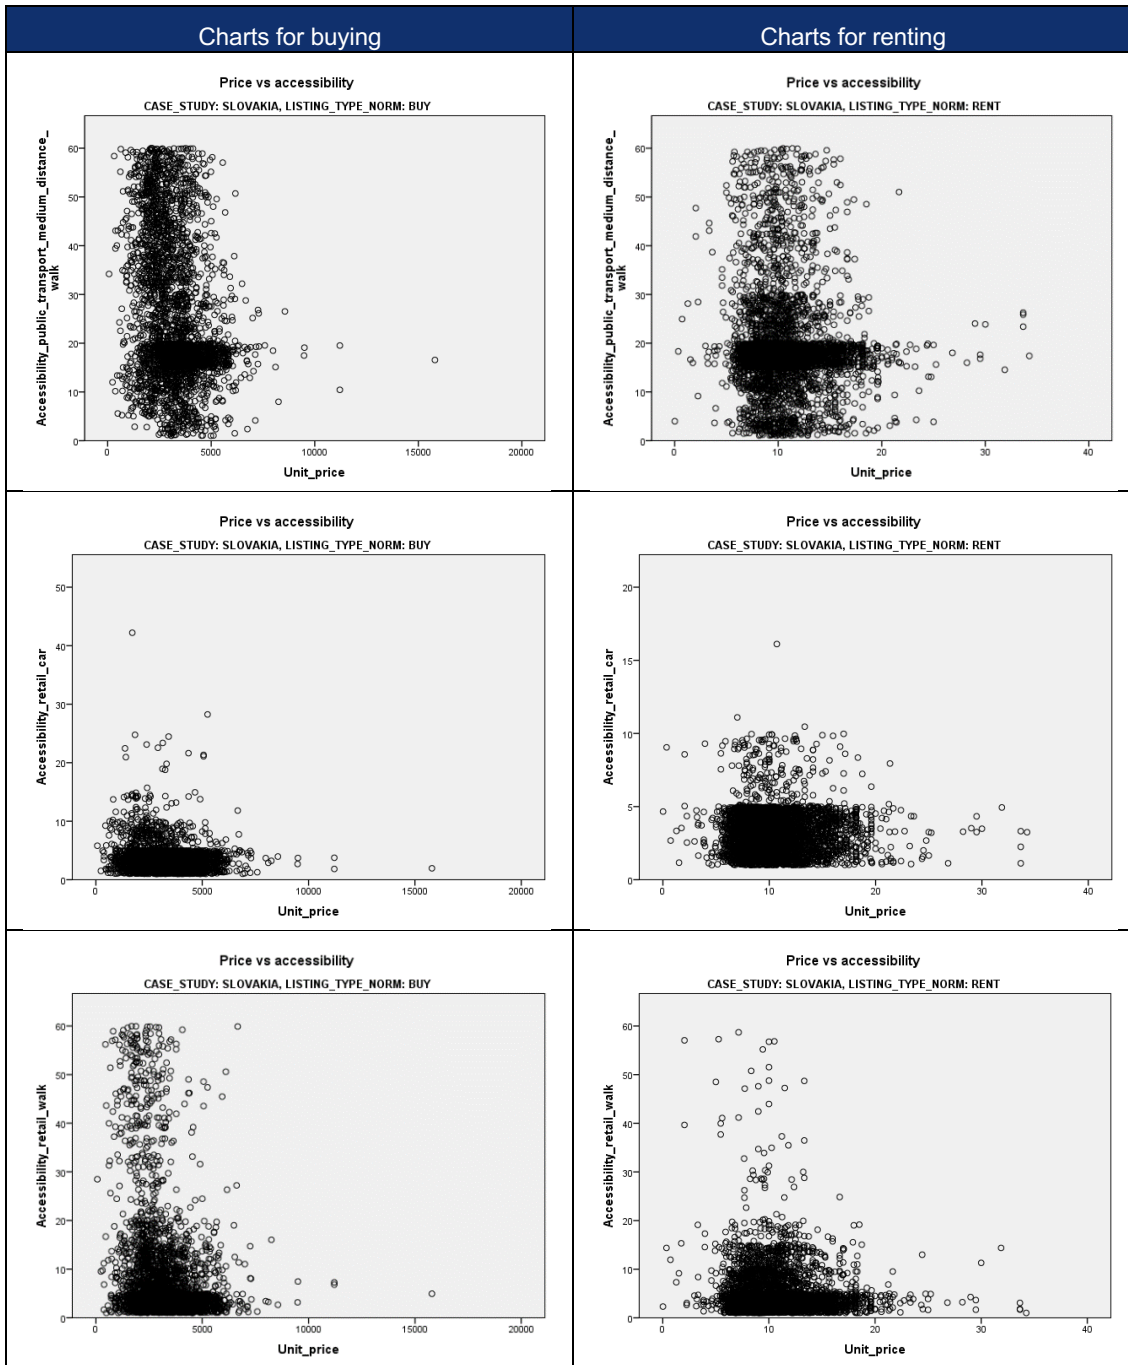 Charts for buying
Charts for renting
Price vs accessibility
CASE_STUDY: SLOVAKIA, LISTING_TYPE_NORM: BUY
Accessibility_public_transport_medium_distance_
walk
60
50
40
30
20
10
0
0 5000 10000 15000 20000
Unit_price
Price vs accessibility
CASE_STUDY: SLOVAKIA, LISTING_TYPE_NORM: RENT
Accessibility_public_transport_medium_distance_
walk
60
50
40
30
20
10
0
0 10 20 30 40
Unit_price
Price vs accessibility
CASE_STUDY: SLOVAKIA, LISTING_TYPE_NORM: BUY
Accessibility_retail_car
50
40
30
20
10
0
0 5000 10000 15000 20000
Unit_price
Price vs accessibility
CASE_STUDY: SLOVAKIA, LISTING_TYPE_NORM: RENT
Accessibility_retail_car
20
15
10
5
0
0 10 20 30 40
Unit_price
Price vs accessibility
CASE_STUDY: SLOVAKIA, LISTING_TYPE_NORM: BUY
Accessibility_retail_walk
60
50
40
30
20
10
0
0 5000 10000 15000 20000
Unit_price
Price vs accessibility
CASE_STUDY: SLOVAKIA, LISTING_TYPE_NORM: RENT
Accessibility_retail_walk
60
50
40
30
20
10
0
0 10 20 30 40
Unit_price